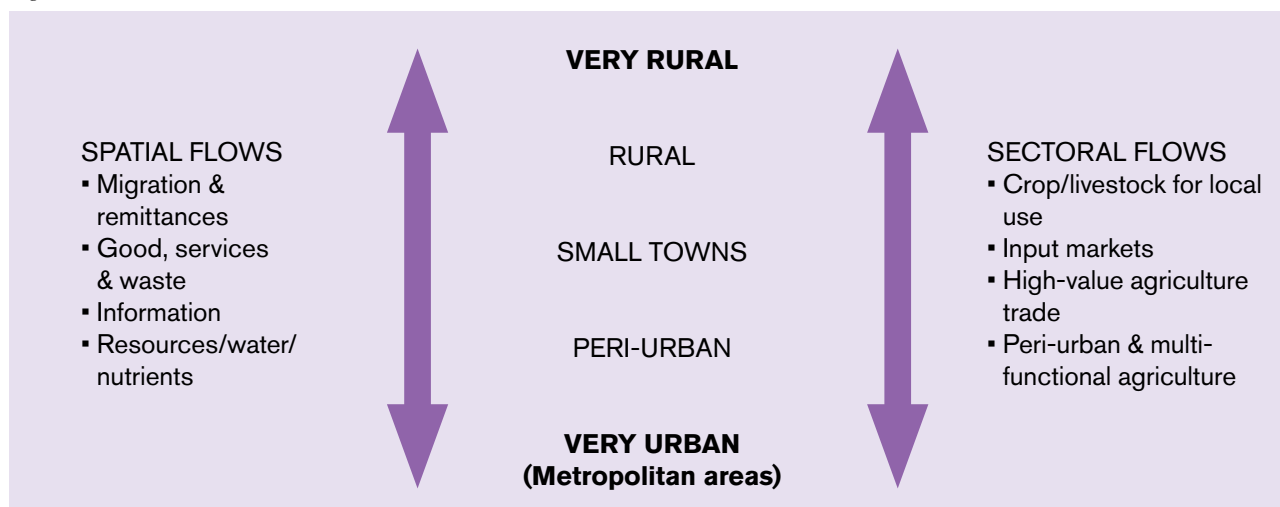 VERY RURAL
SPATIAL FLOWS
▪ Migration &
remittances
▪ Good, services
& waste
▪ Information
▪ Resources/water/
nutrients
RURAL
SMALL TOWNS
PERI-URBAN
VERY URBAN
(Metropolitan areas)
SECTORAL FLOWS
▪ Crop/livestock for local
use
▪ Input markets
▪ High-value agriculture
trade
▪ Peri-urban & multi-
functional agriculture